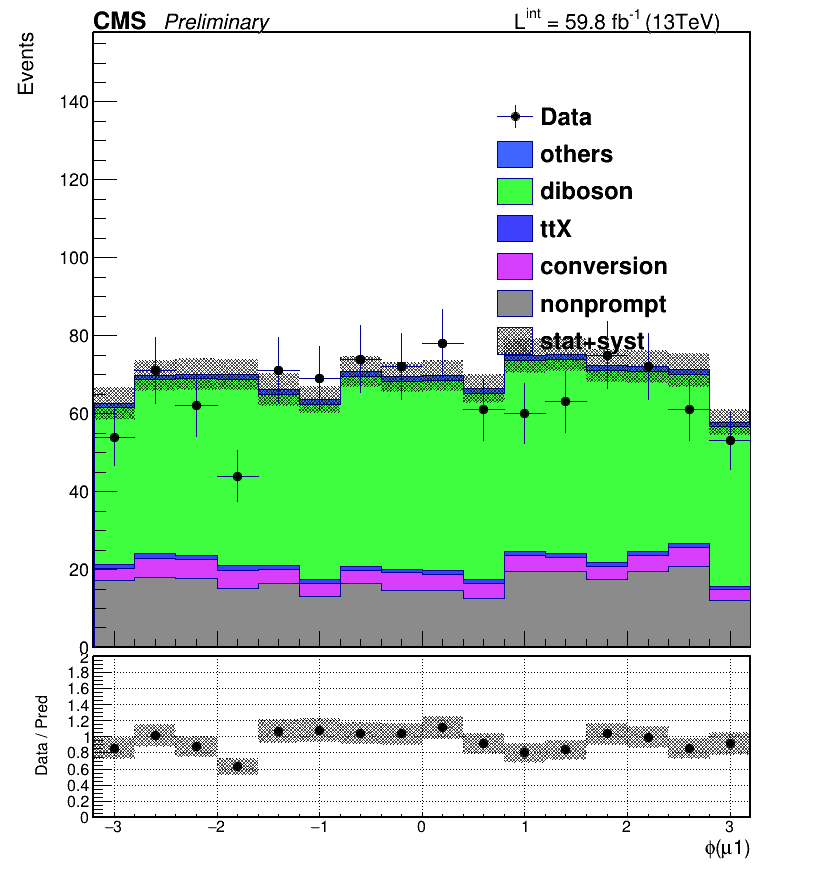 CMS Preliminary L^int = 59.8 fb^-1 (13TeV)
Events
140
120
100
80
60
40
20
0
Data
others
diboson
ttX
conversion
nonprompt
stat+syst
Data / Pred
2
1.8
1.6
1.4
1.2
1
0.8
0.6
0.4
0.2
0
−3 −2 −1 0 1 2 3
ϕ(μ1)